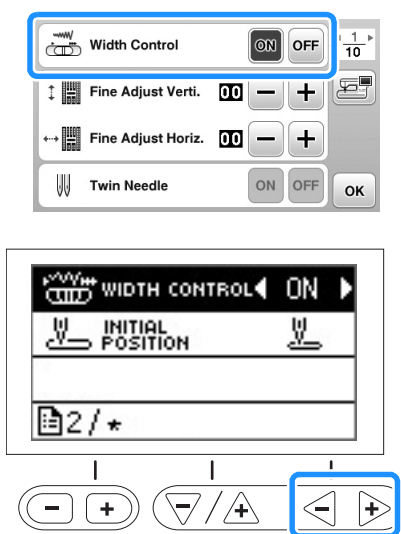 Width Control ON OFF
1
10
Fine Adjust Verti. 00 - +
Fine Adjust Horiz. 00 - +
Twin Needle ON OFF
OK
WIDTH CONTROL ON
INITIAL
POSITION
2/*
- + / + - +